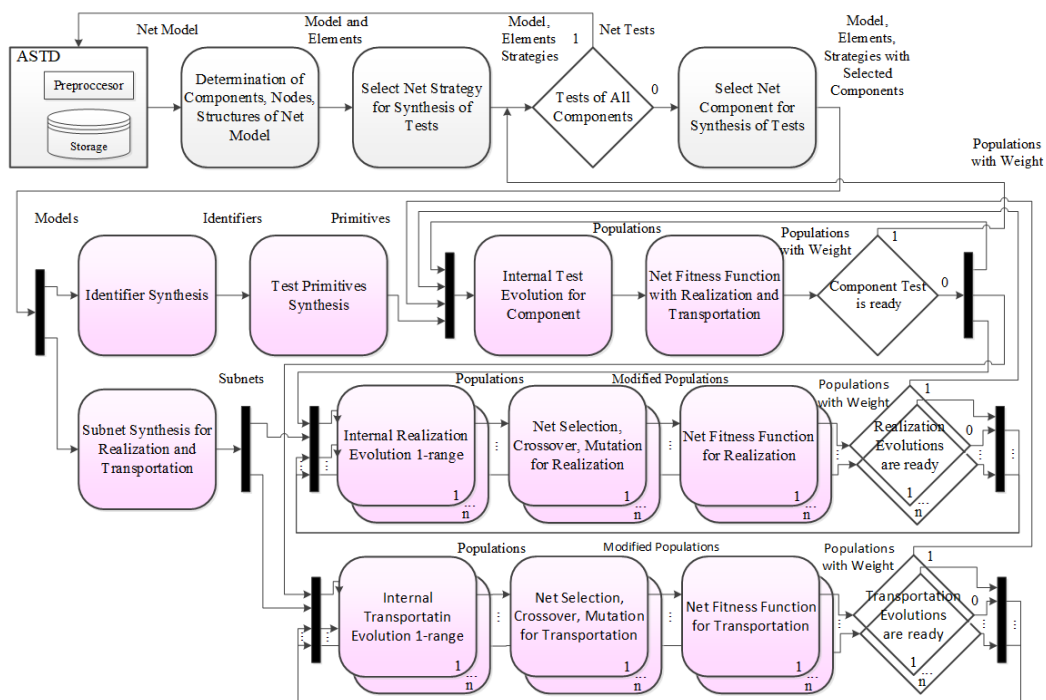 Net Model
Model and
Elements
Model,
Elements
Strategies
1
Net Tests
Model,
Elements,
Strategies with
Selected
Components
ASTD
Preproccesor
Storage
Determination of
Components, Nodes,
Structures of Net
Model
Select Net Strategy
for Synthesis of
Tests
Tests of All
Components
0
Select Net
Component for
Synthesis of Tests
Populations
with Weight
Models
Identifiers
Primitives
Populations
Populations
with Weight
1
Identifier Synthesis
Test Primitives
Synthesis
Internal Test
Evolution for
Component
Net Fitness Function
with Realization and
Transportation
Component Test
is ready
0
Subnets
Populations
Modified Populations
Populations
with Weight
1
Subnet Synthesis for
Realization and
Transportation
Internal Realization
Evolution 1-range
1
...
n
Net Selection,
Crossover, Mutation
for Realization
1
...
n
Net Fitness Function
for Realization
1
...
n
Realization
Evolutions
are ready
1
...
n
0
Populations
Modified Populations
Populations
with Weight
1
Internal
Transportatin
Evolution 1-range
1
...
n
Net Selection,
Crossover, Mutation
for Transportation
1
...
n
Net Fitness Function
for Transportation
1
...
n
Transportation
Evolutions
are ready
1
...
n
0